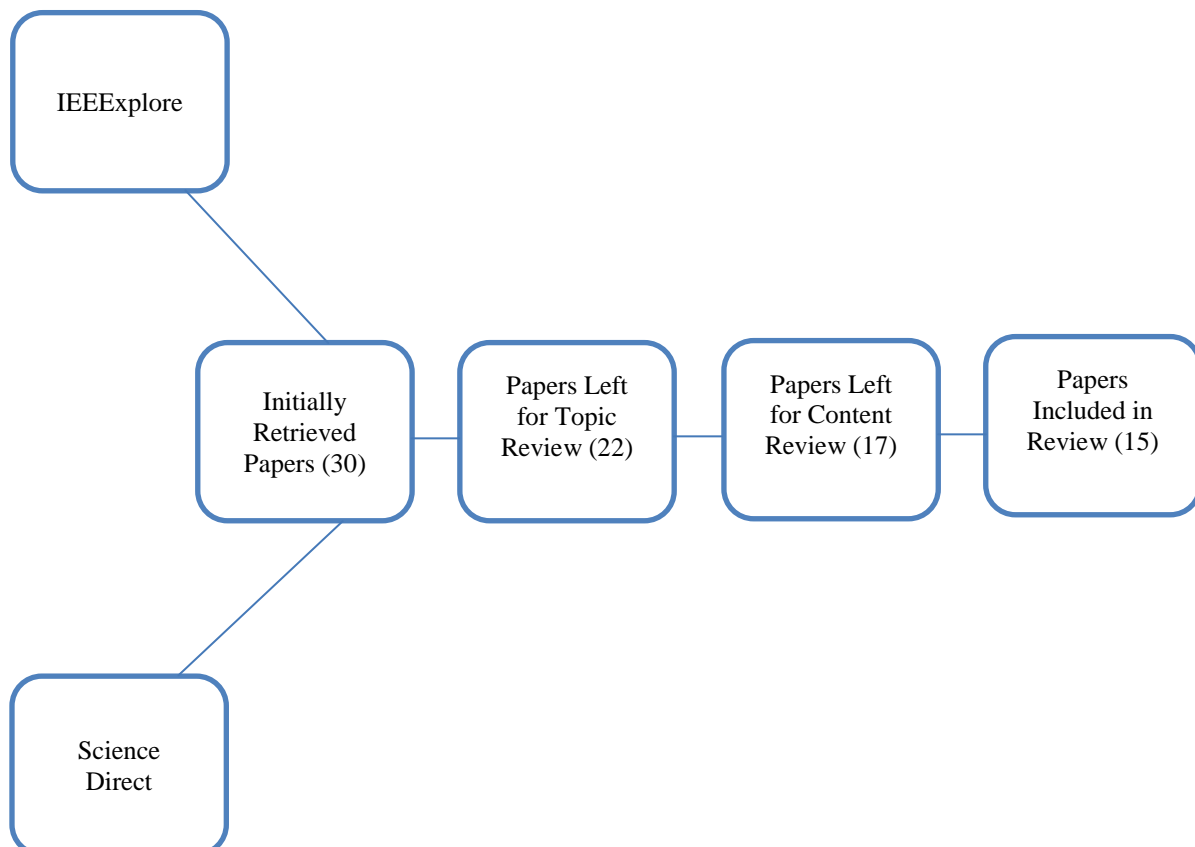 IEEExplore
Initially
Retrieved
Papers (30)
Papers Left
for Topic
Review (22)
Papers Left
for Content
Review (17)
Papers
Included in
Review (15)
Science
Direct